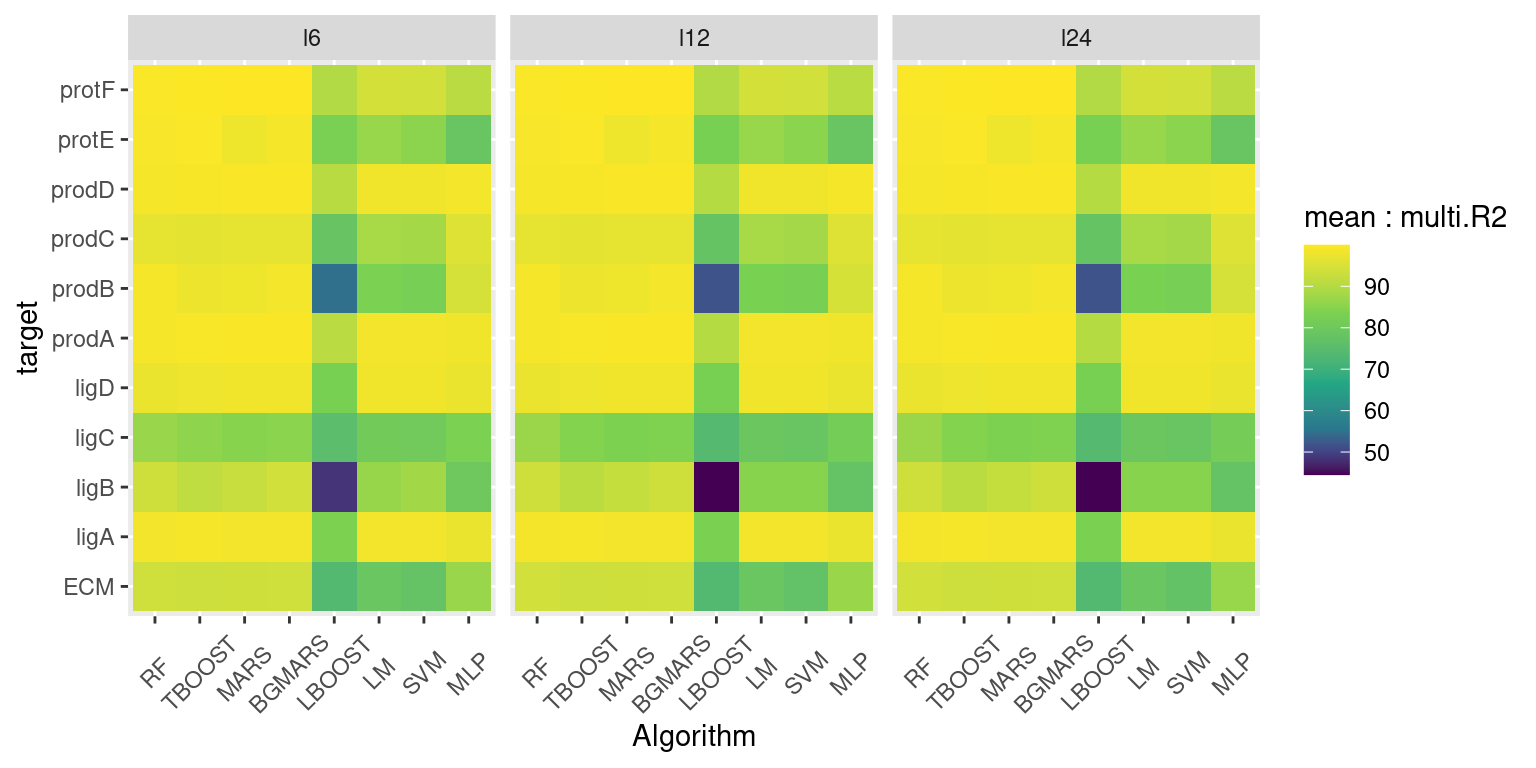 l6
l12
l24
protF
protE
prodD
prodC
prodB
prodA
ligD
ligC
ligB
ligA
ECM
target
RF
TBOOST
MARS
BGMARS
LBOOST
LM
SVM
MLP
RF
TBOOST
MARS
BGMARS
LBOOST
LM
SVM
MLP
RF
TBOOST
MARS
BGMARS
LBOOST
LM
SVM
MLP
Algorithm
mean : multi.R2
90
80
70
60
50